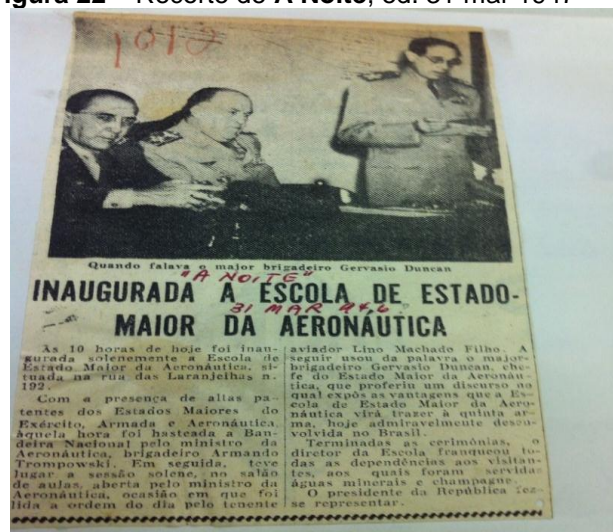 Figura 22 – Recorte de A Noite, ed. 31 mar 1947
1012
Quando falava o major brigadeiro Gervasio Duncan
"A NOITE"
INAUGURADA A ESCOLA DE ESTADO-
31 MAR 946
MAIOR DA AERONÁUTICA
Às 10 horas de hoje foi inau-
gurada solenemente a Escola de
Estado Maior da Aeronáutica, si-
tuada na rua das Laranjeihas n.
192.
Com a presença de altas pa-
tentes dos Estados Maiores do
Exército, Armada e Aeronáutica,
àquela hora foi hasteada a Ban-
deira Nacional pelo ministro da
Aeronáutica, brigadeiro Armando
Trompowski. Em seguida, teve
lugar a sessão solene, no salão
de aulas, aberta pelo ministro da
Aeronáutica, ocasião em que foi
lida a ordem do dia pelo tenente
aviador Lino Machado Filho. A
seguir usou da palavra o major-
brigadeiro Gervasio Duncan, che-
fe do Estado Maior da Aeronáu-
tica, que proferiu um discurso no
qual expôs as vantagens que a Es-
cola de Estado Maior da Aero-
náutica virá trazer à quinta ar-
ma, hoje admiravelmente desen-
volvida no Brasil.
Terminadas as cerimônias, o
diretor da Escola franqueou to-
das as dependências aos visitan-
tes, aos quais foram servidas
águas minerais e champagne.
O presidente da República fez-
se representar.